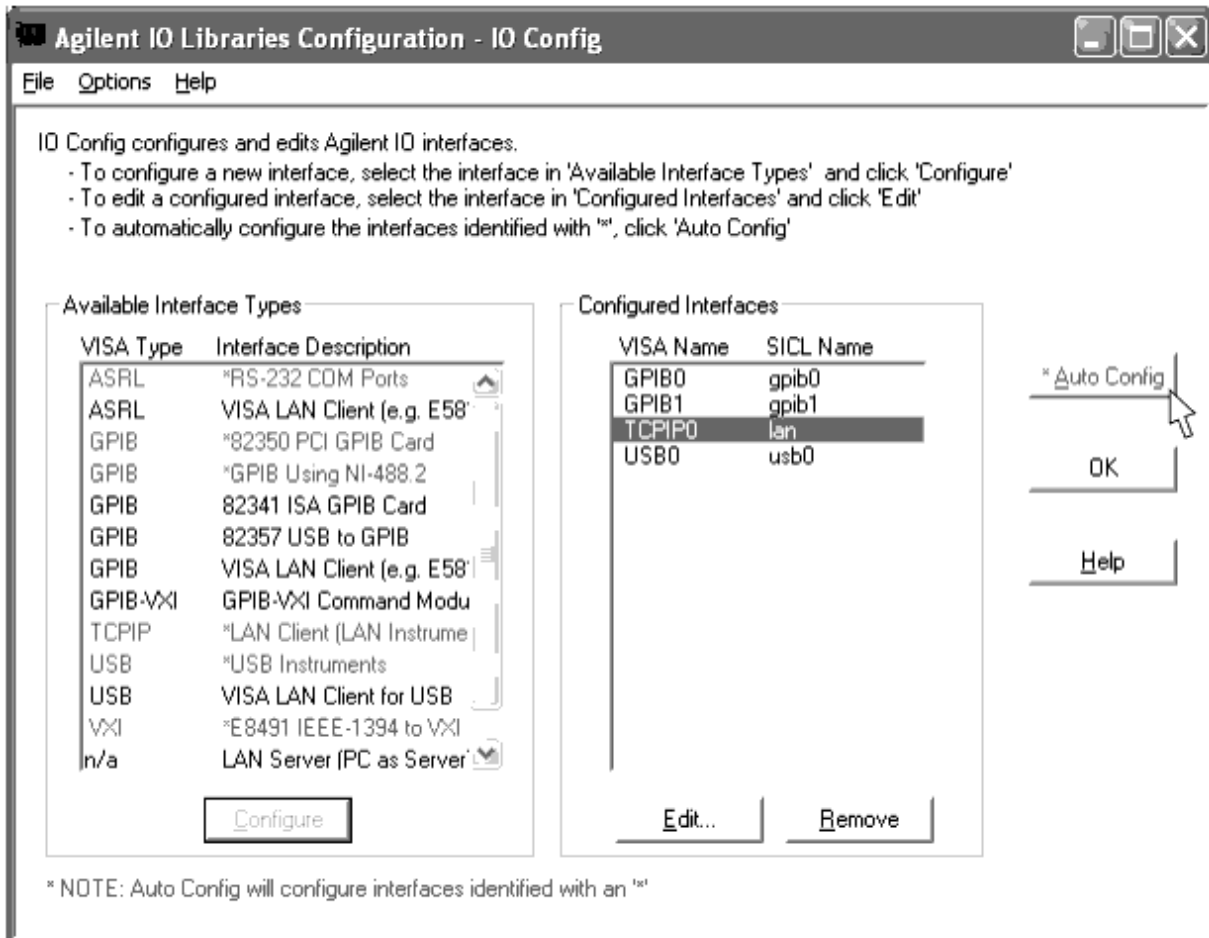 Agilent IO Libraries Configuration - IO Config
File Options Help
IO Config configures and edits Agilent IO interfaces.
- To configure a new interface, select the interface in 'Available Interface Types' and click 'Configure'
- To edit a configured interface, select the interface in 'Configured Interfaces' and click 'Edit'
- To automatically configure the interfaces identified with '*', click 'Auto Config'
Available Interface Types
VISA Type Interface Description
ASRL *RS-232 COM Ports
ASRL VISA LAN Client (e.g. E58
GPIB *82350 PCI GPIB Card
GPIB *GPIB Using NI-488.2
GPIB 82341 ISA GPIB Card
GPIB 82357 USB to GPIB
GPIB VISA LAN Client (e.g. E58
GPIB-VXI GPIB-VXI Command Modu
TCPIP *LAN Client (LAN Instrume
USB *USB Instruments
USB VISA LAN Client for USB
VXI *E8491 IEEE-1394 to VXI
n/a LAN Server (PC as Server
Configure
Configured Interfaces
VISA Name SICL Name
GPIB0 gpib0
GPIB1 gpib1
TCPIP0 lan
USB0 usb0
Edit... Remove
* Auto Config
OK
Help
* NOTE: Auto Config will configure interfaces identified with an '*'